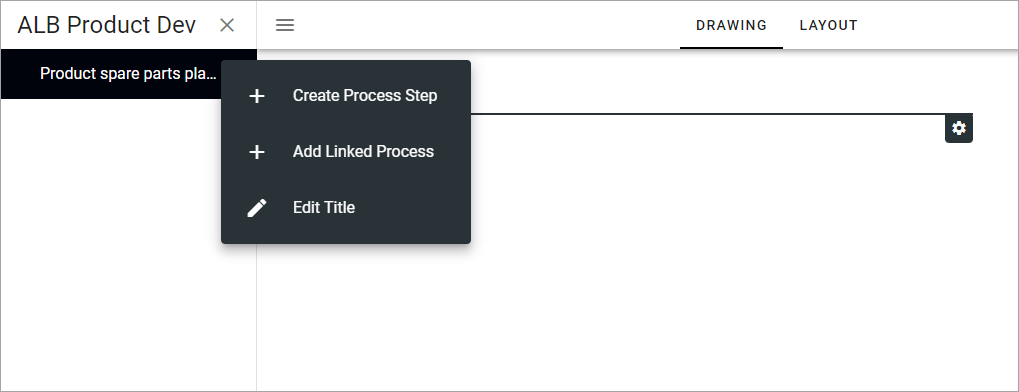 ALB Product Dev
DRAWING
LAYOUT
Product spare parts pla...
Create Process Step
Add Linked Process
Edit Title